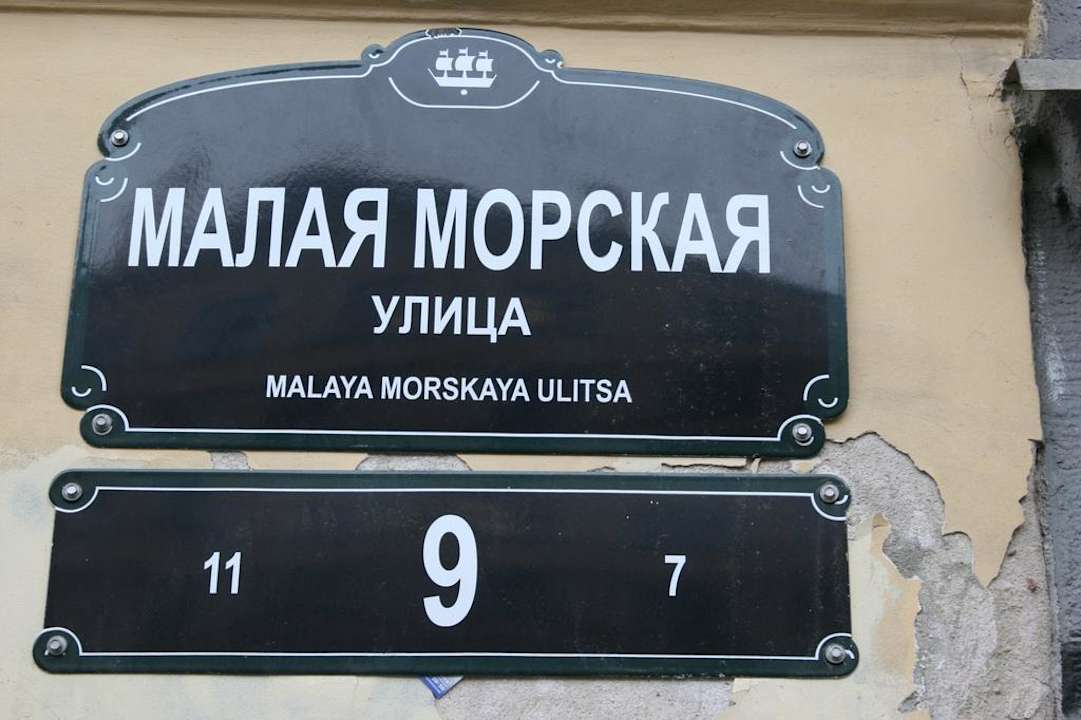 МАЛАЯ МОРСКАЯ
УЛИЦА
MALAYA MORSKAYA ULITSA
11 9 7